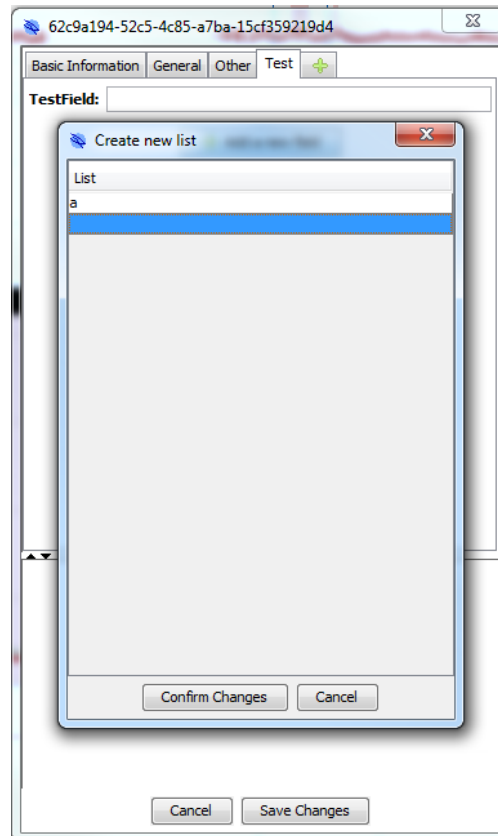 62c9a194-52c5-4c85-a7ba-15cf359219d4
Basic Information General Other Test
TestField:
Create new list
List
a
Confirm Changes Cancel
Cancel Save Changes